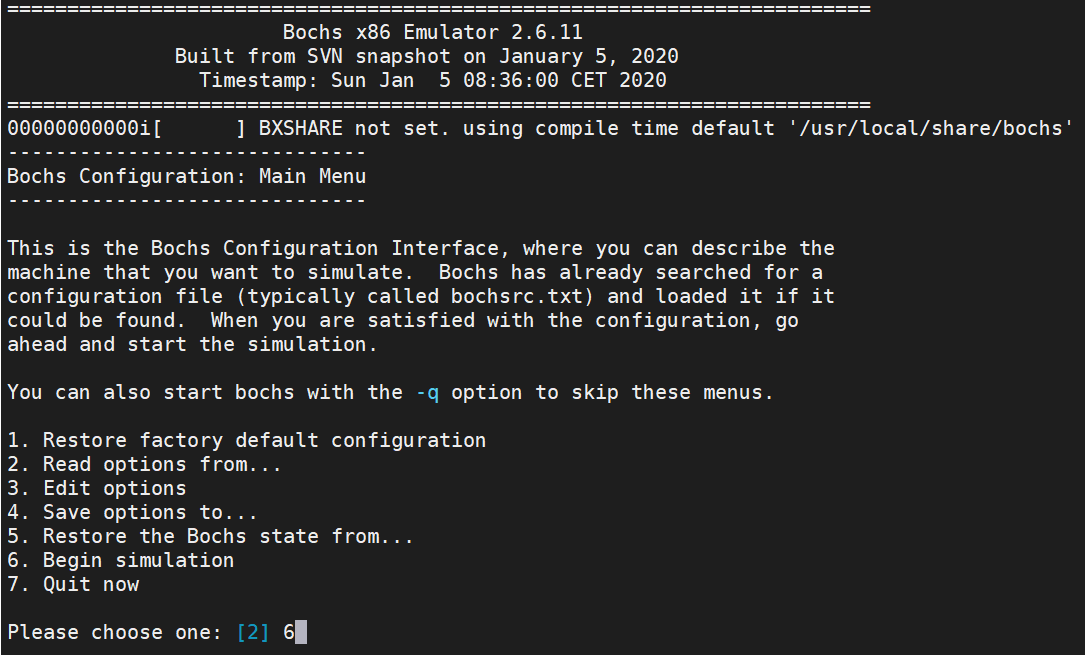 ========================================================================
Bochs x86 Emulator 2.6.11
Built from SVN snapshot on January 5, 2020
Timestamp: Sun Jan  5 08:36:00 CET 2020
========================================================================
00000000000i[      ] BXSHARE not set. using compile time default '/usr/local/share/bochs'
------------------------------
Bochs Configuration: Main Menu
------------------------------
This is the Bochs Configuration Interface, where you can describe the
machine that you want to simulate.  Bochs has already searched for a
configuration file (typically called bochsrc.txt) and loaded it if it
could be found.  When you are satisfied with the configuration, go
ahead and start the simulation.
You can also start bochs with the -q option to skip these menus.
1. Restore factory default configuration
2. Read options from...
3. Edit options
4. Save options to...
5. Restore the Bochs state from...
6. Begin simulation
7. Quit now
Please choose one: [2] 6